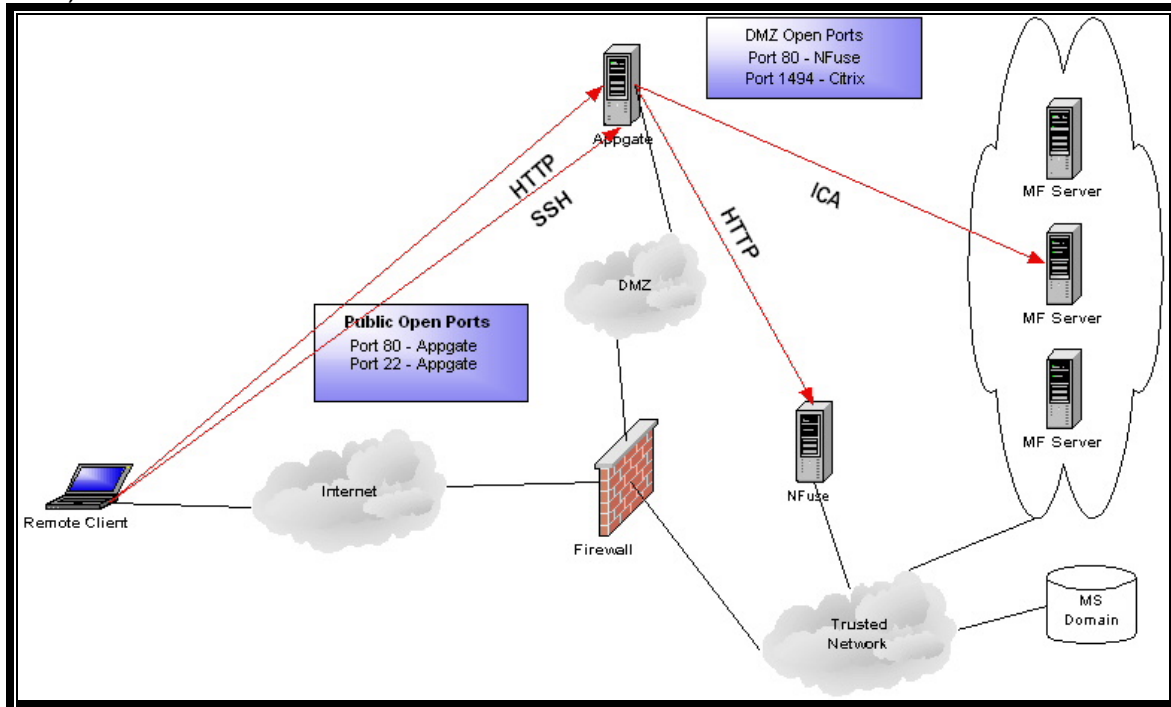 DMZ Open Ports
Port 80 - NFuse
Port 1494 - Citrix
Appgate
MF Server
HTTP
SSH
ICA
HTTP
MF Server
DMZ
Public Open Ports
Port 80 - Appgate
Port 22 - Appgate
MF Server
Internet
NFuse
Remote Client
Firewall
MS
Domain
Trusted
Network